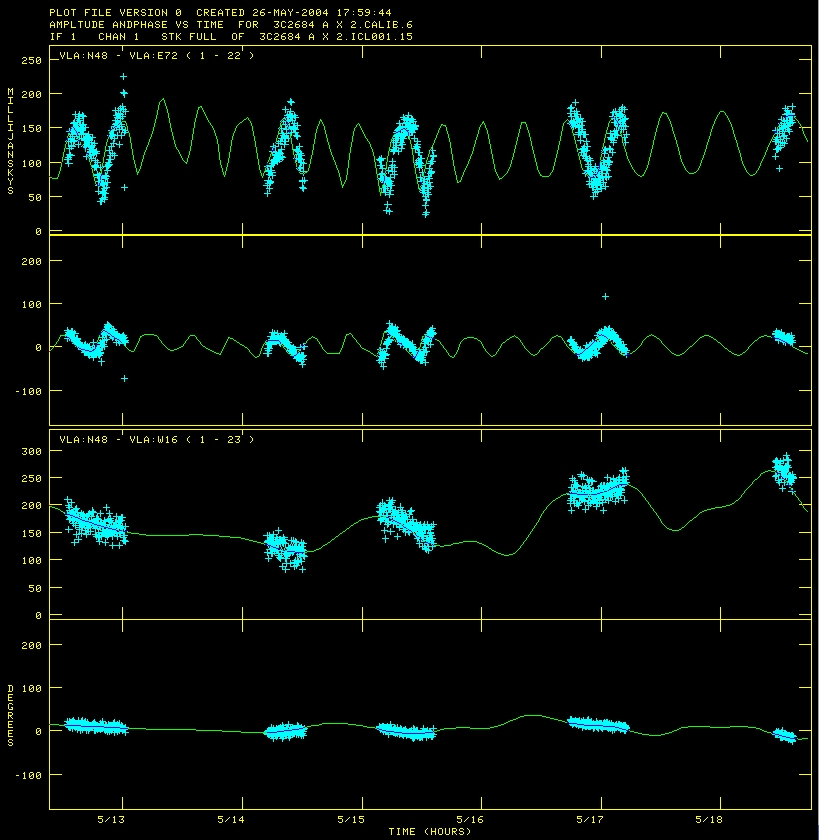 PLOT FILE VERSION 0 CREATED 26-MAY-2004 17:59:44
AMPLTUDE ANDPHASE VS TIME FOR 3C2684 A X 2.CALIB.6
IF 1 CHAN 1 STK FULL OF 3C2684 A X 2.ICL001.15
VLA:N48 - VLA:E72 ( 1 - 22 )
250
200
150
100
50
0
MILLIJANSKYS
200
100
0
-100
VLA:N48 - VLA:W16 ( 1 - 23 )
300
250
200
150
100
50
0
200
100
0
-100
DEGREES
5/13 5/14 5/15 5/16 5/17 5/18
TIME (HOURS)